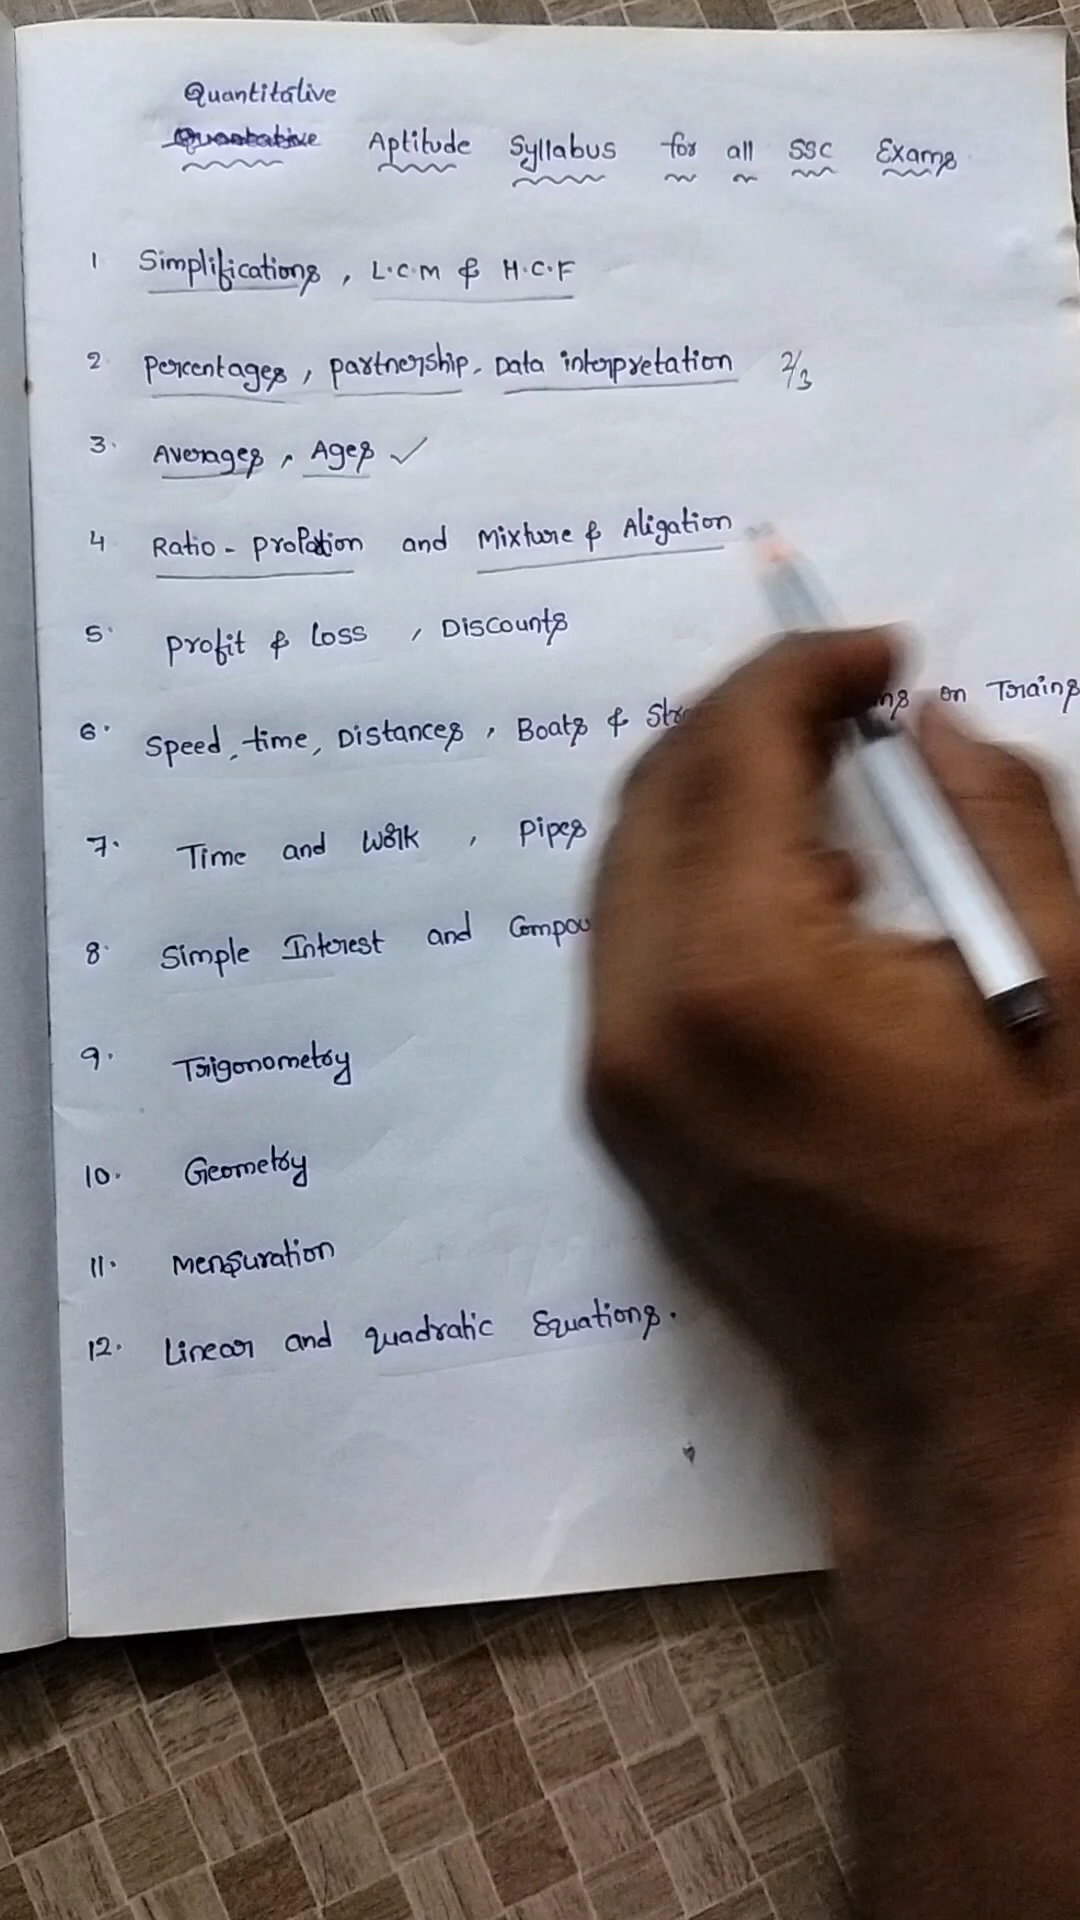 Quantitative
Quantative Aptitude Syllabus for all SSC Exams
1 Simplifications, L.C.M & H.C.F
2. Percentages, partnership, Data interpretation 2/3
3. Averages, Ages ✓
4 Ratio - Propotion and Mixture & Aligation
5. Profit & Loss, Discounts
6. Speed, time, Distances, Boats & on Trains
7. Time and Work, Pipes
8. Simple Interest and
9. Trigonometry
10. Geometry
11. Mensuration
12. Linear and quadratic Equations.